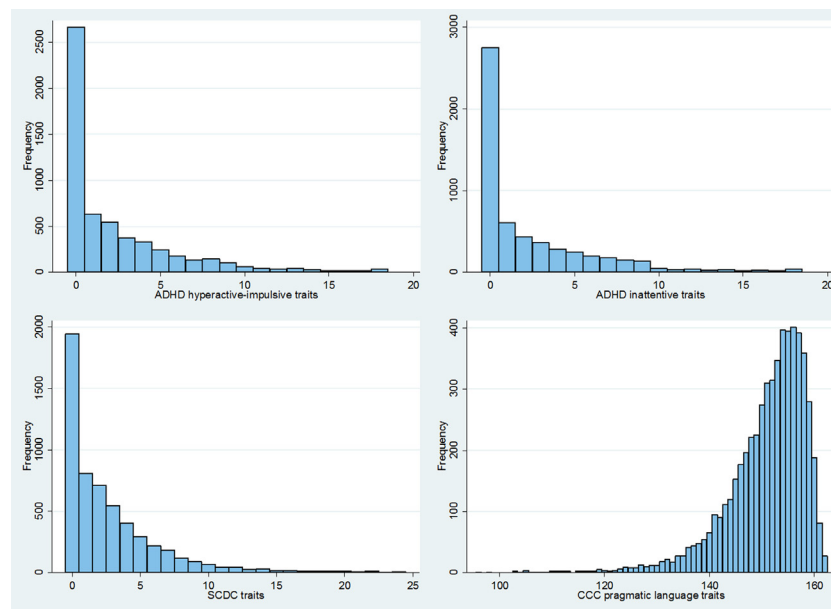 Frequency
2500
2000
1500
1000
500
0
0 5 10 15 20
ADHD hyperactive-impulsive traits
Frequency
3000
2000
1000
0
0 5 10 15 20
ADHD inattentive traits
Frequency
2000
1500
1000
500
0
0 5 10 15 20 25
SCDC traits
Frequency
400
300
200
100
0
100 120 140 160
CCC pragmatic language traits